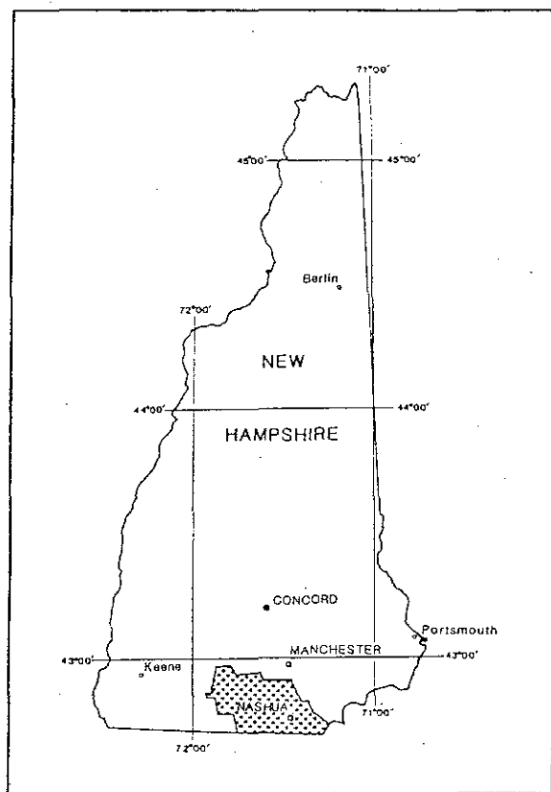 71°00′
45°00′ 45°00′
Berlin
72°00′
NEW
44°00′ 44°00′
HAMPSHIRE
CONCORD
Portsmouth
MANCHESTER
43°00′ Keene 43°00′
NASHUA
71°00′
72°00′